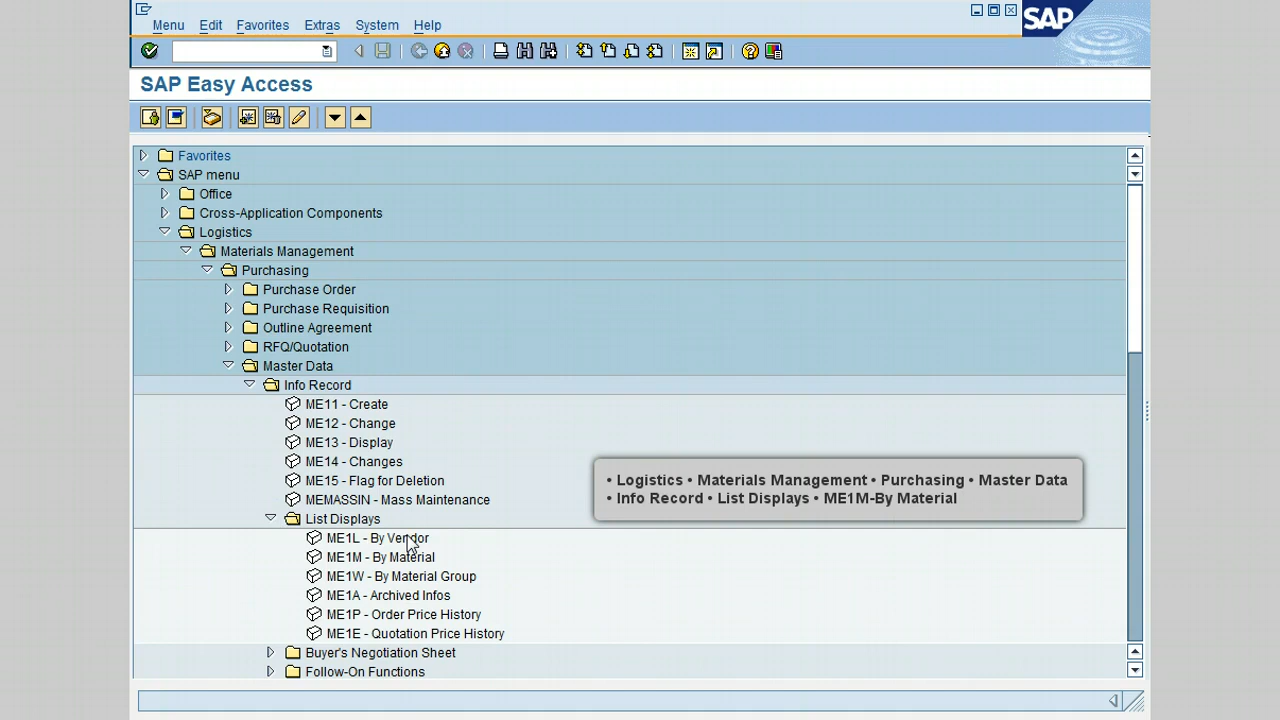 Menu Edit Favorites Extras System Help
SAP
SAP Easy Access
Favorites
SAP menu
Office
Cross-Application Components
Logistics
Materials Management
Purchasing
Purchase Order
Purchase Requisition
Outline Agreement
RFQ/Quotation
Master Data
Info Record
ME11 - Create
ME12 - Change
ME13 - Display
ME14 - Changes
ME15 - Flag for Deletion
MEMASSIN - Mass Maintenance
List Displays
ME1L - By Vendor
ME1M - By Material
ME1W - By Material Group
ME1A - Archived Infos
ME1P - Order Price History
ME1E - Quotation Price History
Buyer's Negotiation Sheet
Follow-On Functions
• Logistics • Materials Management • Purchasing • Master Data
• Info Record • List Displays • ME1M-By Material